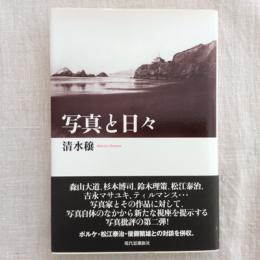 写真と日々
清水穣
森山大道、杉本博司、鈴木理策、松江泰治、
吉永マサユキ、ティルマンス…
写真家とその作品に対して、
写真自体のなかから新たな視座を提示する
写真批評の第二弾!
ポルケ・松江泰治・後藤繁雄との対談を併収。
現代思潮新社